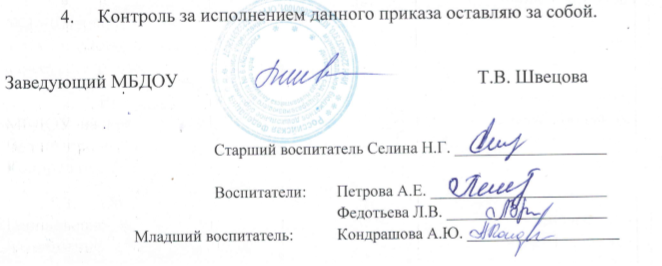 4. Контроль за исполнением данного приказа оставляю за собой.
Заведующий МБДОУ Т.В. Швецова
Старший воспитатель Селина Н.Г.
Воспитатели: Петрова А.Е.
Федотьева Л.В.
Младший воспитатель: Кондрашова А.Ю.